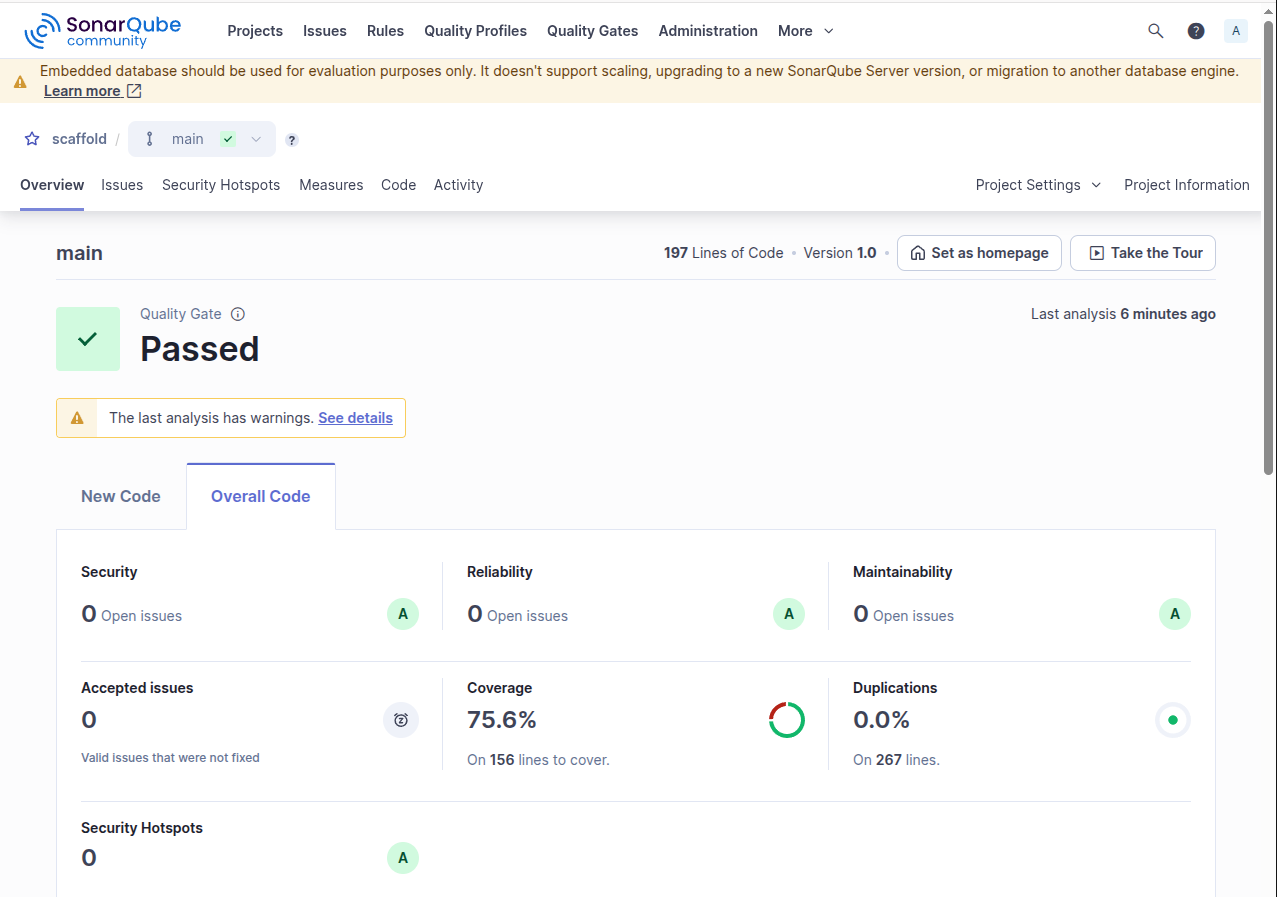 SonarQube community Projects Issues Rules Quality Profiles Quality Gates Administration More ? A
Embedded database should be used for evaluation purposes only. It doesn't support scaling, upgrading to a new SonarQube Server version, or migration to another database engine.
Learn more
scaffold / main ?
Overview Issues Security Hotspots Measures Code Activity Project Settings Project Information
main 197 Lines of Code • Version 1.0 • Set as homepage Take the Tour
Quality Gate Last analysis 6 minutes ago
Passed
The last analysis has warnings. See details
New Code Overall Code
Security Reliability Maintainability
0 Open issues A 0 Open issues A 0 Open issues A
Accepted issues Coverage Duplications
0 75.6% 0.0%
Valid issues that were not fixed On 156 lines to cover. On 267 lines.
Security Hotspots
0 A